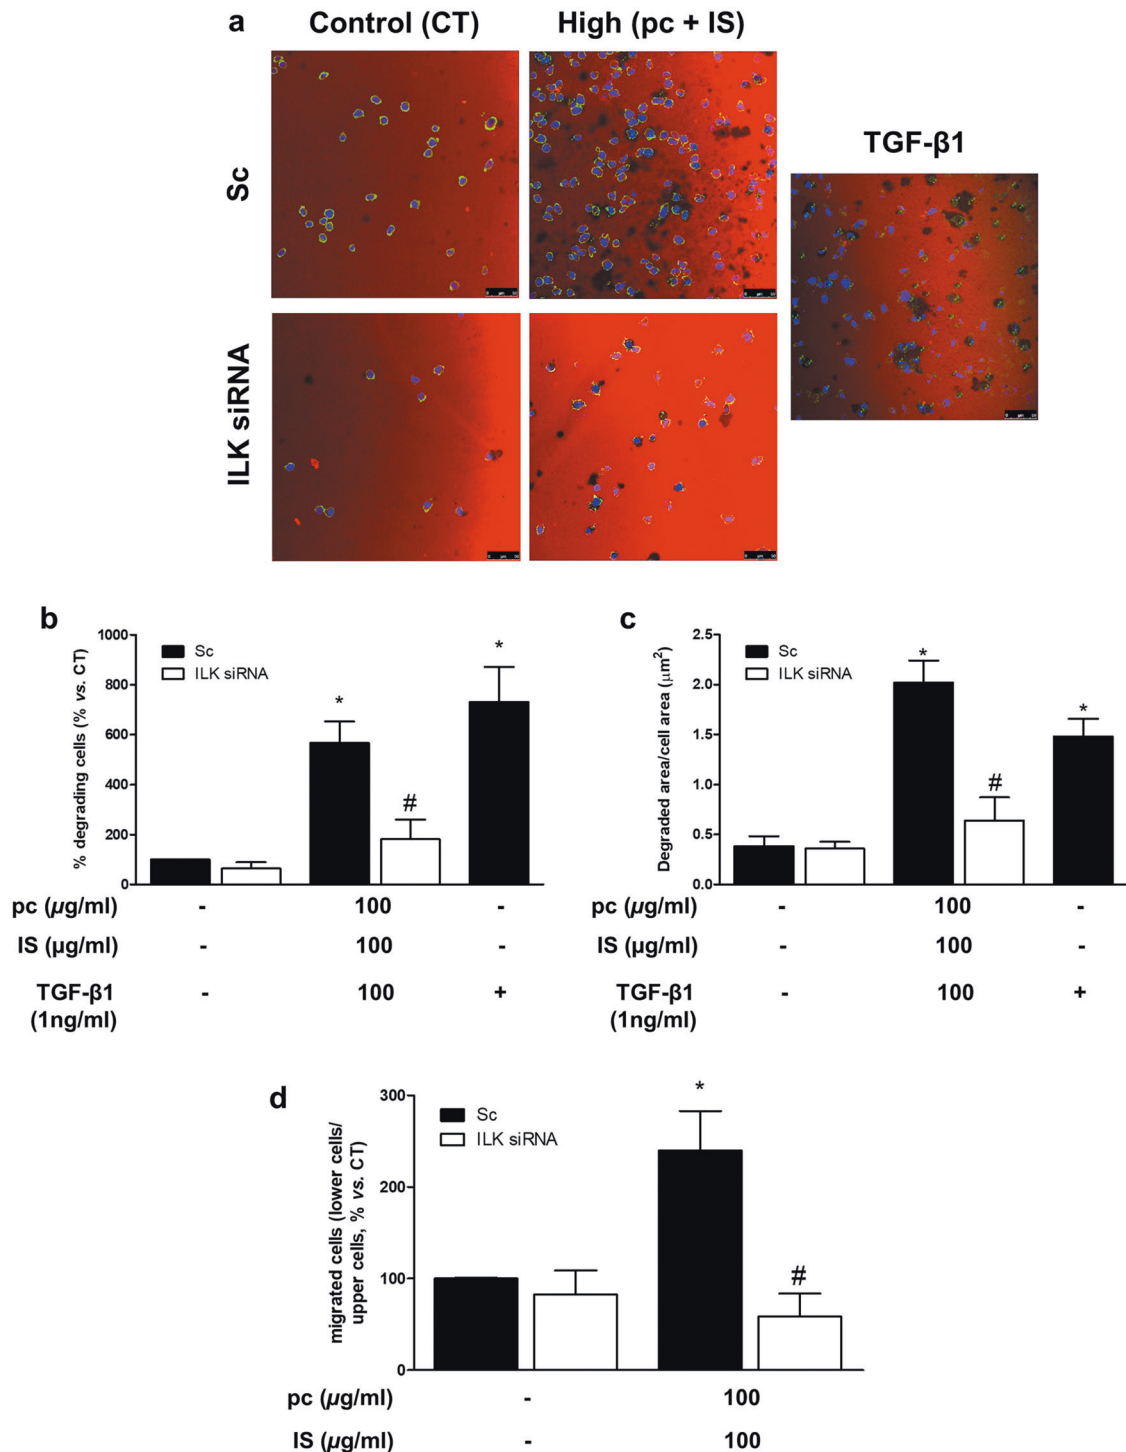 a
Control (CT)
High (pc + IS)
Sc
ILK siRNA
TGF-β1
b
% degrading cells (% vs. CT)
1000
800
600
400
200
0
Sc
ILK siRNA
*
#
*
pc (µg/ml)
-
100
-
IS (µg/ml)
-
100
-
TGF-β1
(1ng/ml)
-
100
+
c
Degraded area/cell area (µm²)
2.5
2.0
1.5
1.0
0.5
0.0
Sc
ILK siRNA
*
#
*
pc (µg/ml)
-
100
-
IS (µg/ml)
-
100
-
TGF-β1
(1ng/ml)
-
100
+
d
migrated cells (lower cells/
upper cells, % vs. CT)
300
200
100
0
Sc
ILK siRNA
*
#
pc (µg/ml)
-
100
IS (µg/ml)
-
100